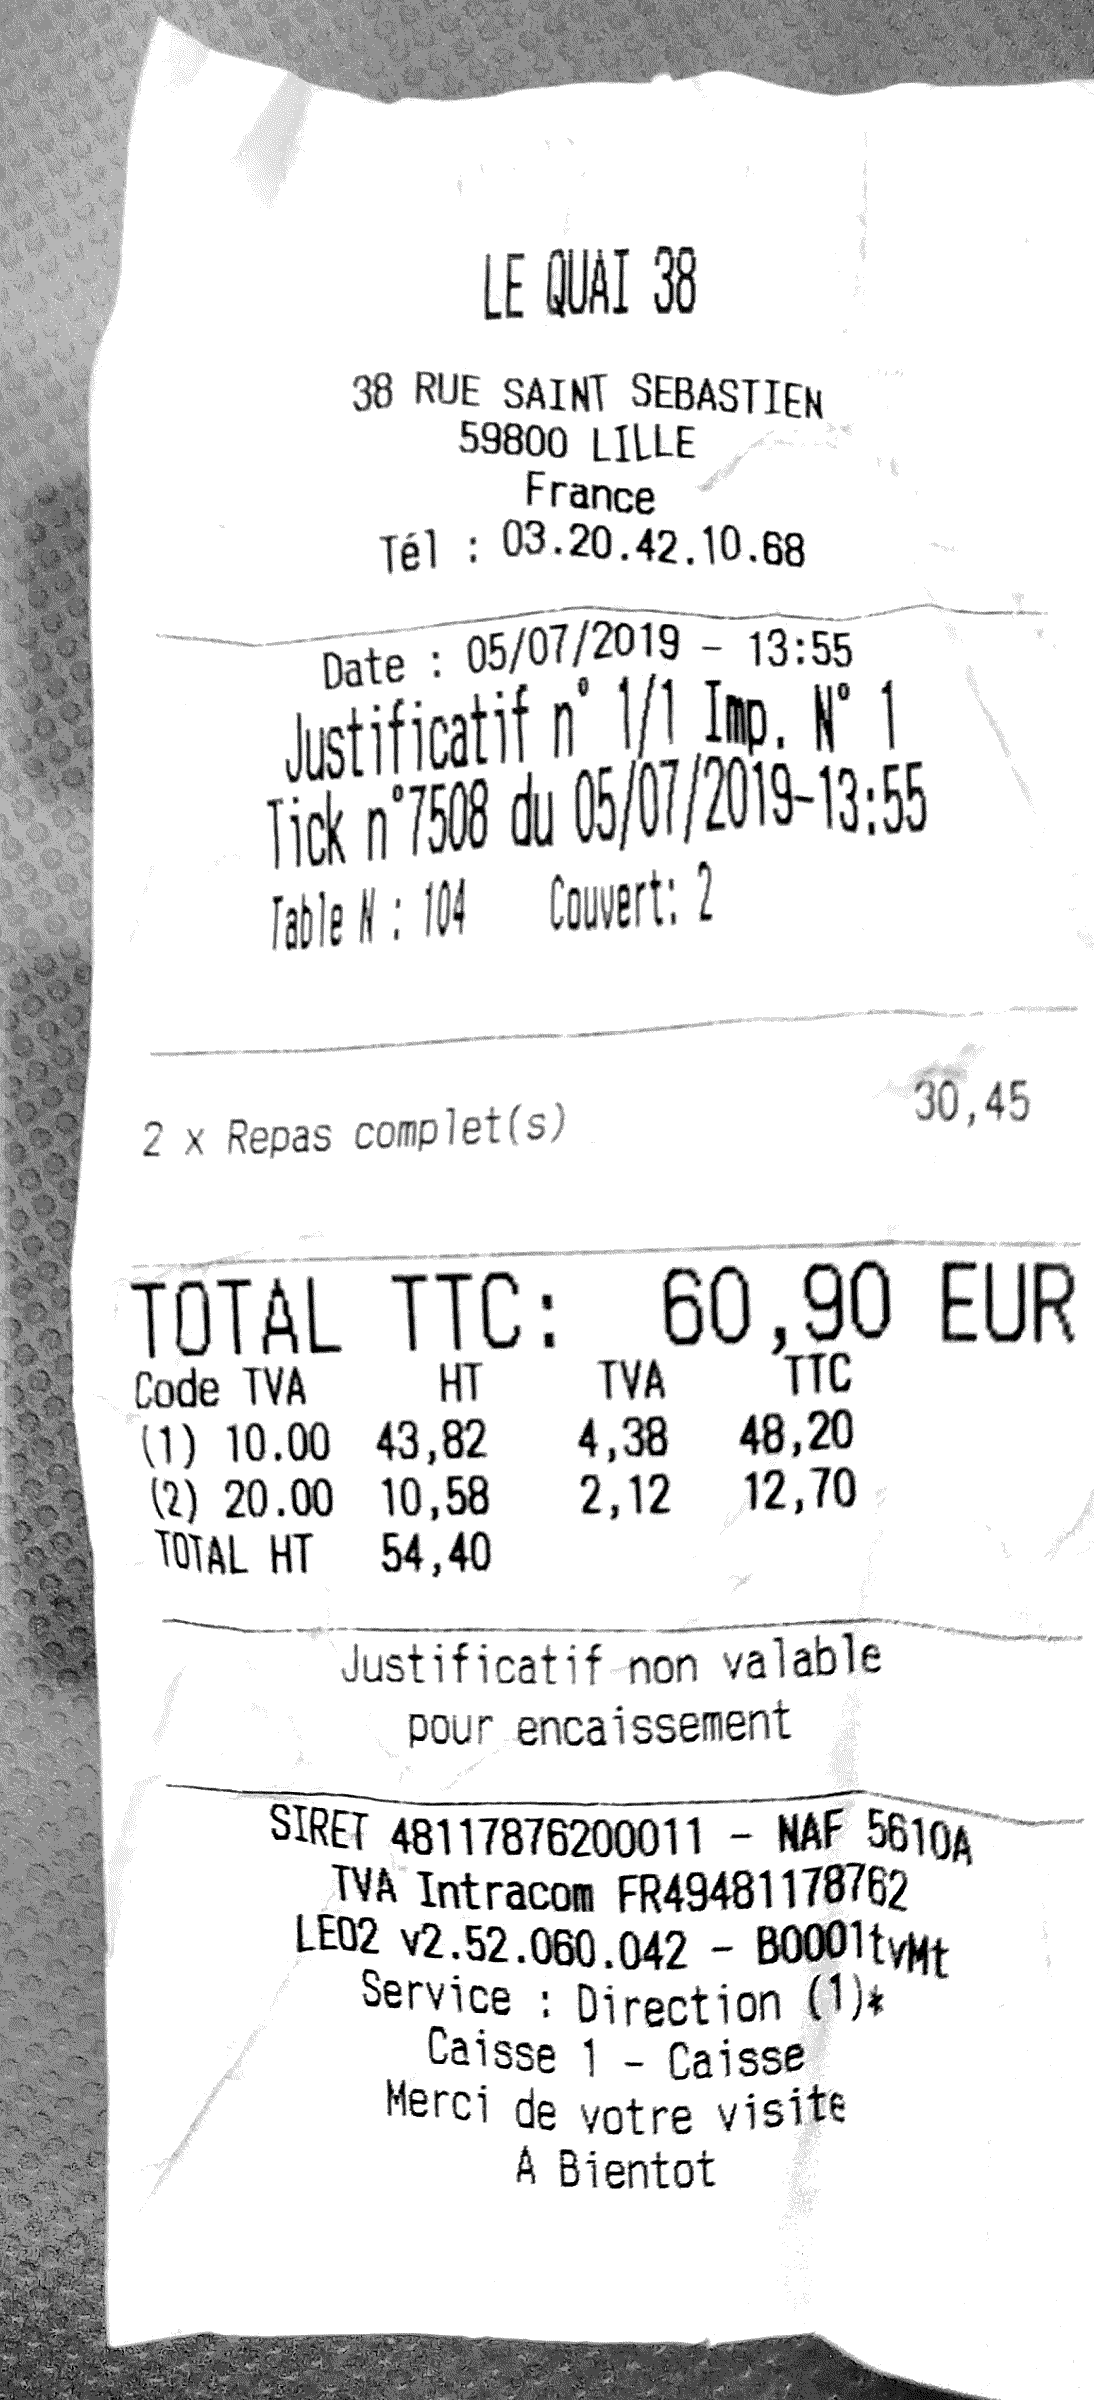 LE QUAI 38
38 RUE SAINT SEBASTIEN
59800 LILLE
France
Tél : 03.20.42.10.68
Date : 05/07/2019 - 13:55
Justificatif n° 1/1 Imp. N° 1
Tick n°7508 du 05/07/2019-13:55
Table N : 104 Couvert: 2
2 x Repas complet(s) 30,45
TOTAL TTC: 60,90 EUR
Code TVA HT TVA TTC
(1) 10.00 43,82 4,38 48,20
(2) 20.00 10,58 2,12 12,70
TOTAL HT 54,40
Justificatif non valable
pour encaissement
SIRET 48117876200011 - NAF 5610A
TVA Intracom FR49481178762
LEO2 v2.52.060.042 - B0001tvMt
Service : Direction (1)*
Caisse 1 - Caisse
Merci de votre visite
A Bientot